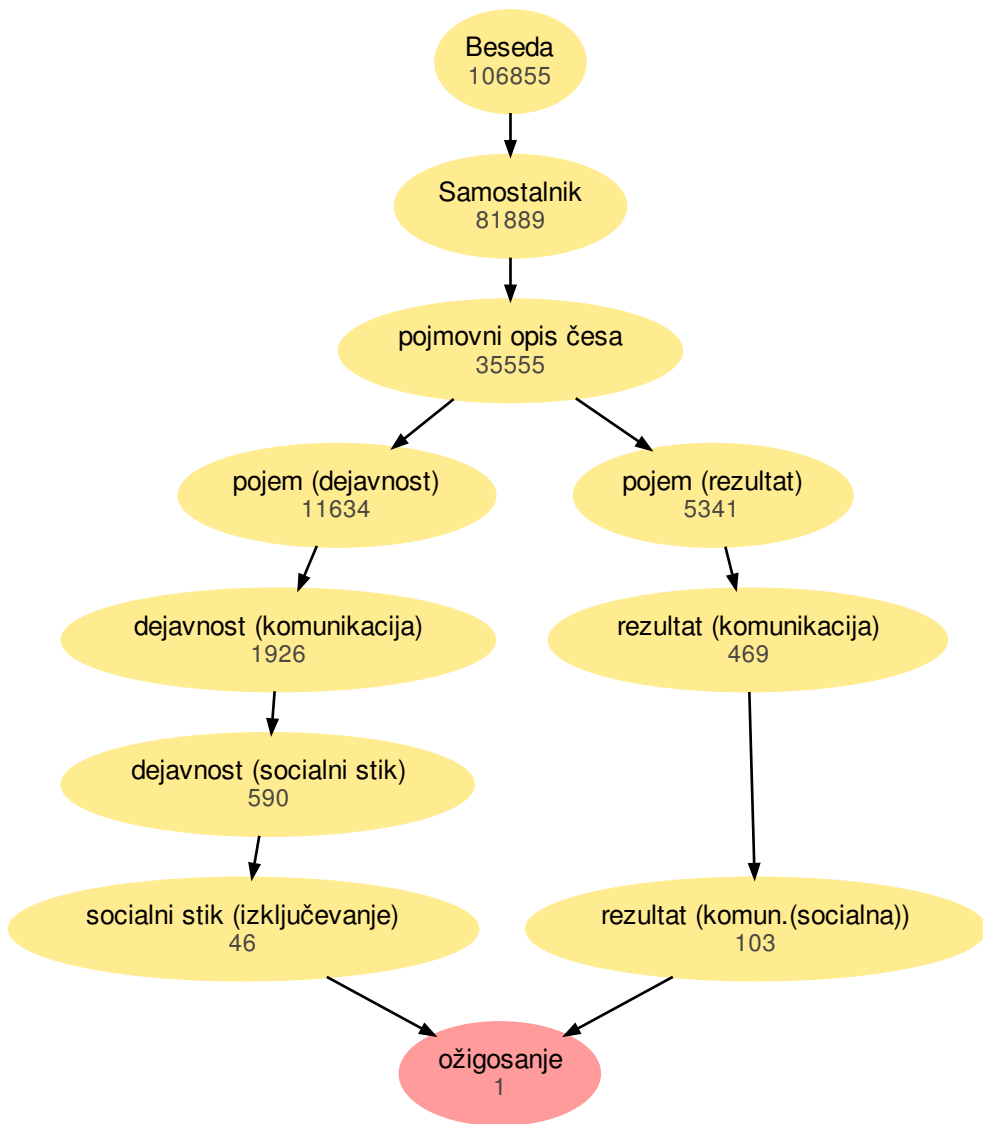 Beseda
106855
Samostalnik
81889
pojmovni opis česa
35555
pojem (dejavnost)
11634
pojem (rezultat)
5341
dejavnost (komunikacija)
1926
rezultat (komunikacija)
469
dejavnost (socialni stik)
590
socialni stik (izključevanje)
46
rezultat (komun.(socialna))
103
ožigosanje
1